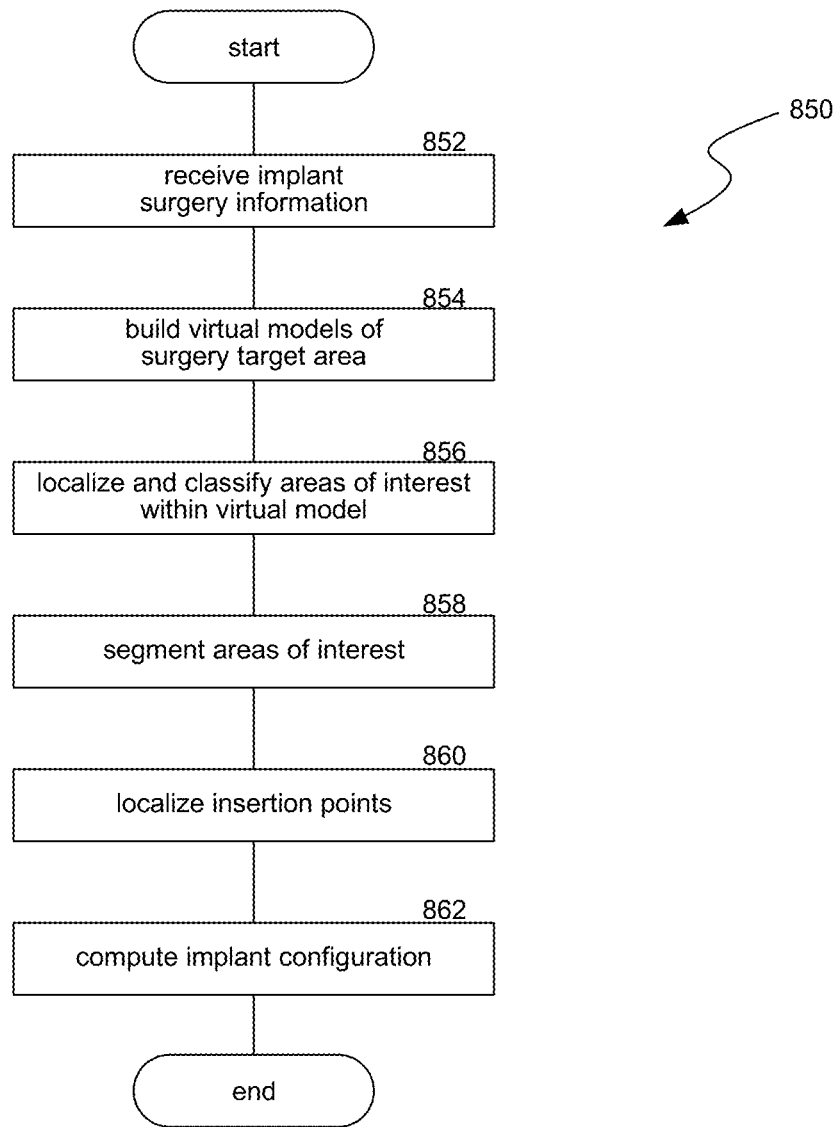 start
850
852
receive implant
surgery information
854
build virtual models of
surgery target area
856
localize and classify areas of interest
within virtual model
858
segment areas of interest
860
localize insertion points
862
compute implant configuration
end